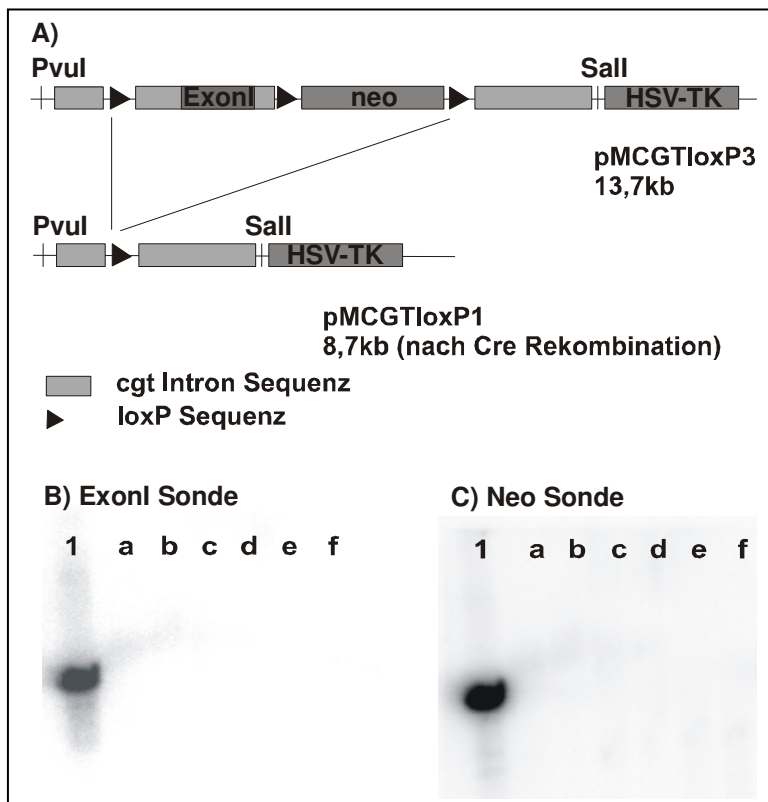 A)
PvuI SalI
ExonI neo HSV-TK
pMCGTloxP3
13,7kb
PvuI SalI
HSV-TK
pMCGTloxP1
8,7kb (nach Cre Rekombination)
cgt Intron Sequenz
loxP Sequenz
B) ExonI Sonde
1 a b c d e f
C) Neo Sonde
1 a b c d e f